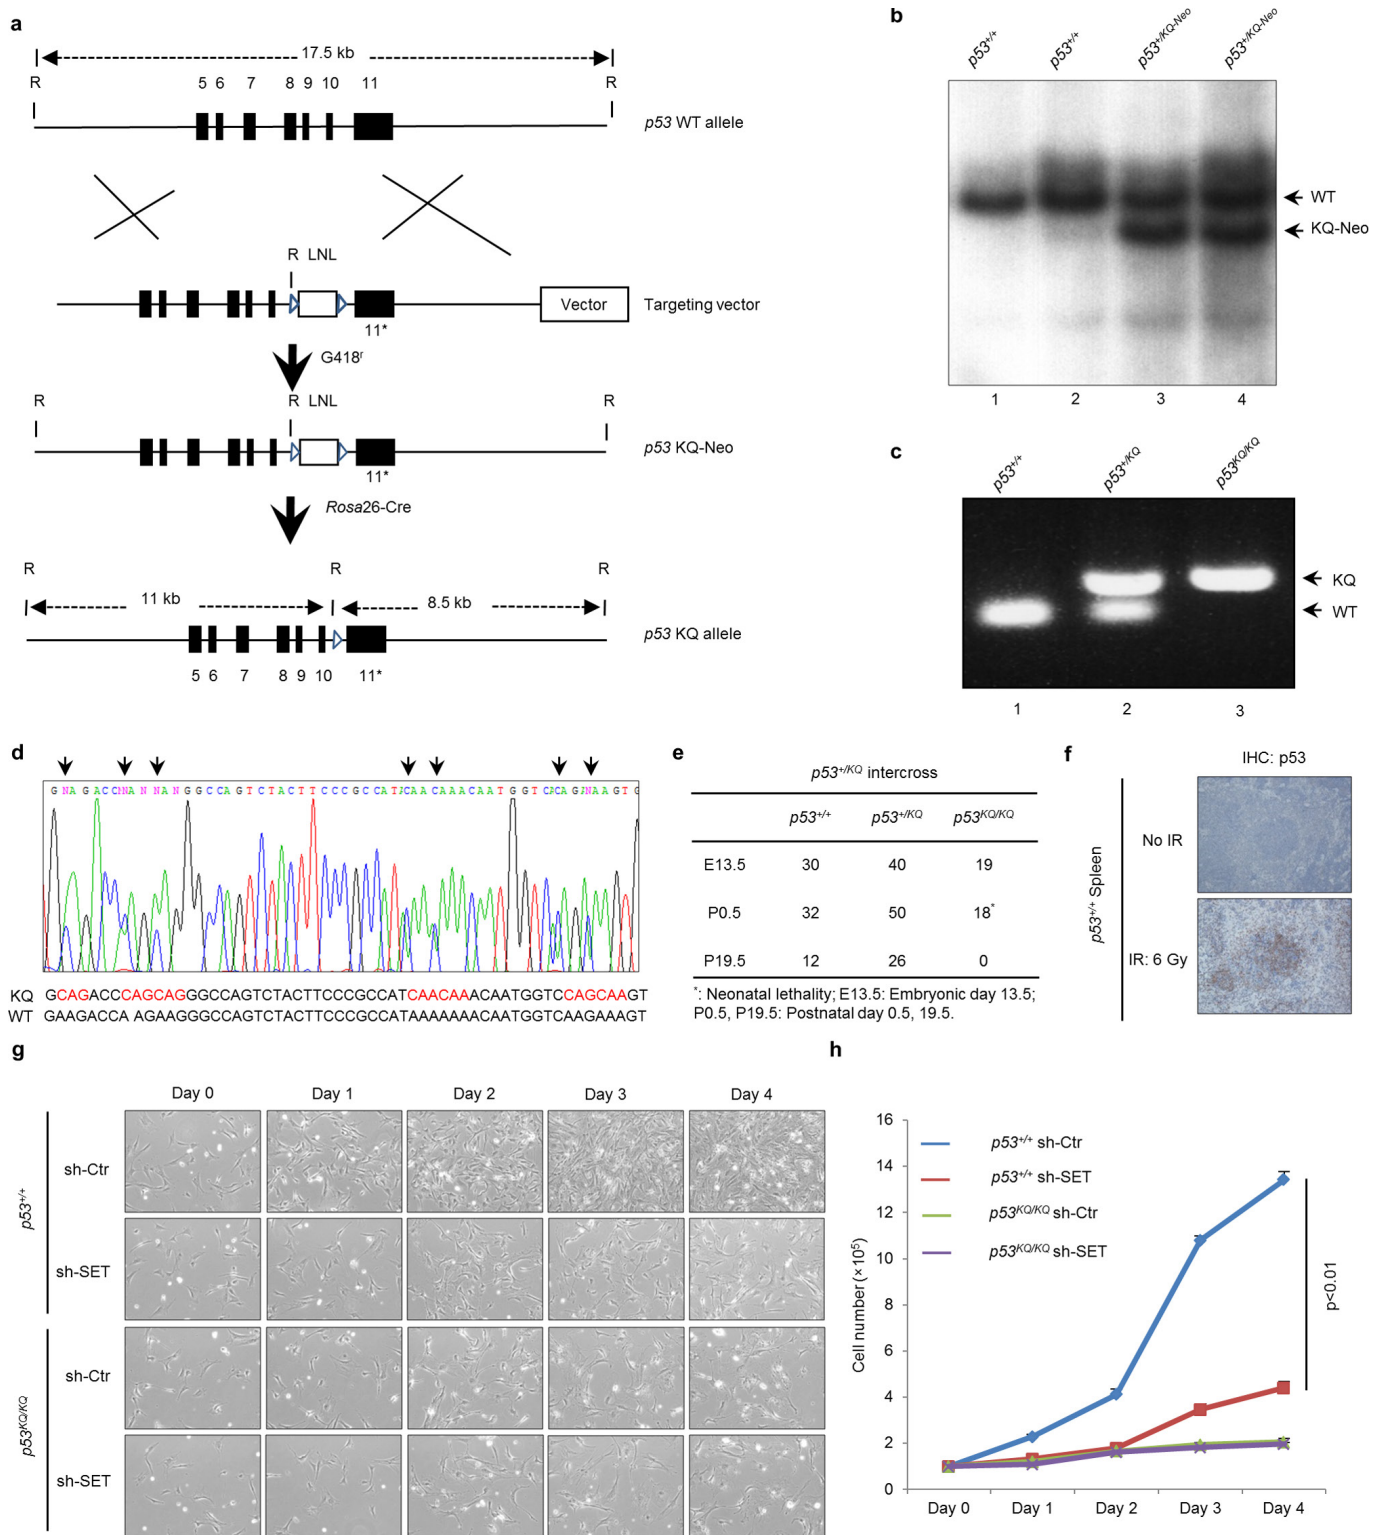 a
17.5 kb
R
R
5 6 7 8 9 10 11
p53 WT allele
R LNL
Vector
Targeting vector
11*
G418r
R
R LNL
R
p53 KQ-Neo
11*
Rosa26-Cre
R
R
R
11 kb
8.5 kb
p53 KQ allele
5 6 7 8 9 10 11*
b
p53+/+
p53+/+
p53+/KQ-Neo
p53+/KQ-Neo
WT
KQ-Neo
1 2 3 4
c
p53+/+
p53+/KQ
p53KQ/KQ
KQ
WT
1 2 3
d
KQ GCAGACCCAGCAGGGCCAGTCTACTTCCCGCCATCAACAAACAATGGTCCAGCAAGT
WT GAAGACCA AGAAGGGCCAGTCTACTTCCCGCCATAAAAAAACAATGGTCAAGAAAGT
e
p53+/KQ intercross
p53+/+ p53+/KQ p53KQ/KQ
E13.5 30 40 19
P0.5 32 50 18*
P19.5 12 26 0
*: Neonatal lethality; E13.5: Embryonic day 13.5;
P0.5, P19.5: Postnatal day 0.5, 19.5.
f
IHC: p53
p53+/+ Spleen
No IR
IR: 6 Gy
g
Day 0 Day 1 Day 2 Day 3 Day 4
p53+/+
sh-Ctr
sh-SET
p53KQ/KQ
sh-Ctr
sh-SET
h
Cell number (×10⁵)
16
14
12
10
8
6
4
2
0
p53+/+ sh-Ctr
p53+/+ sh-SET
p53KQ/KQ sh-Ctr
p53KQ/KQ sh-SET
p<0.01
Day 0 Day 1 Day 2 Day 3 Day 4